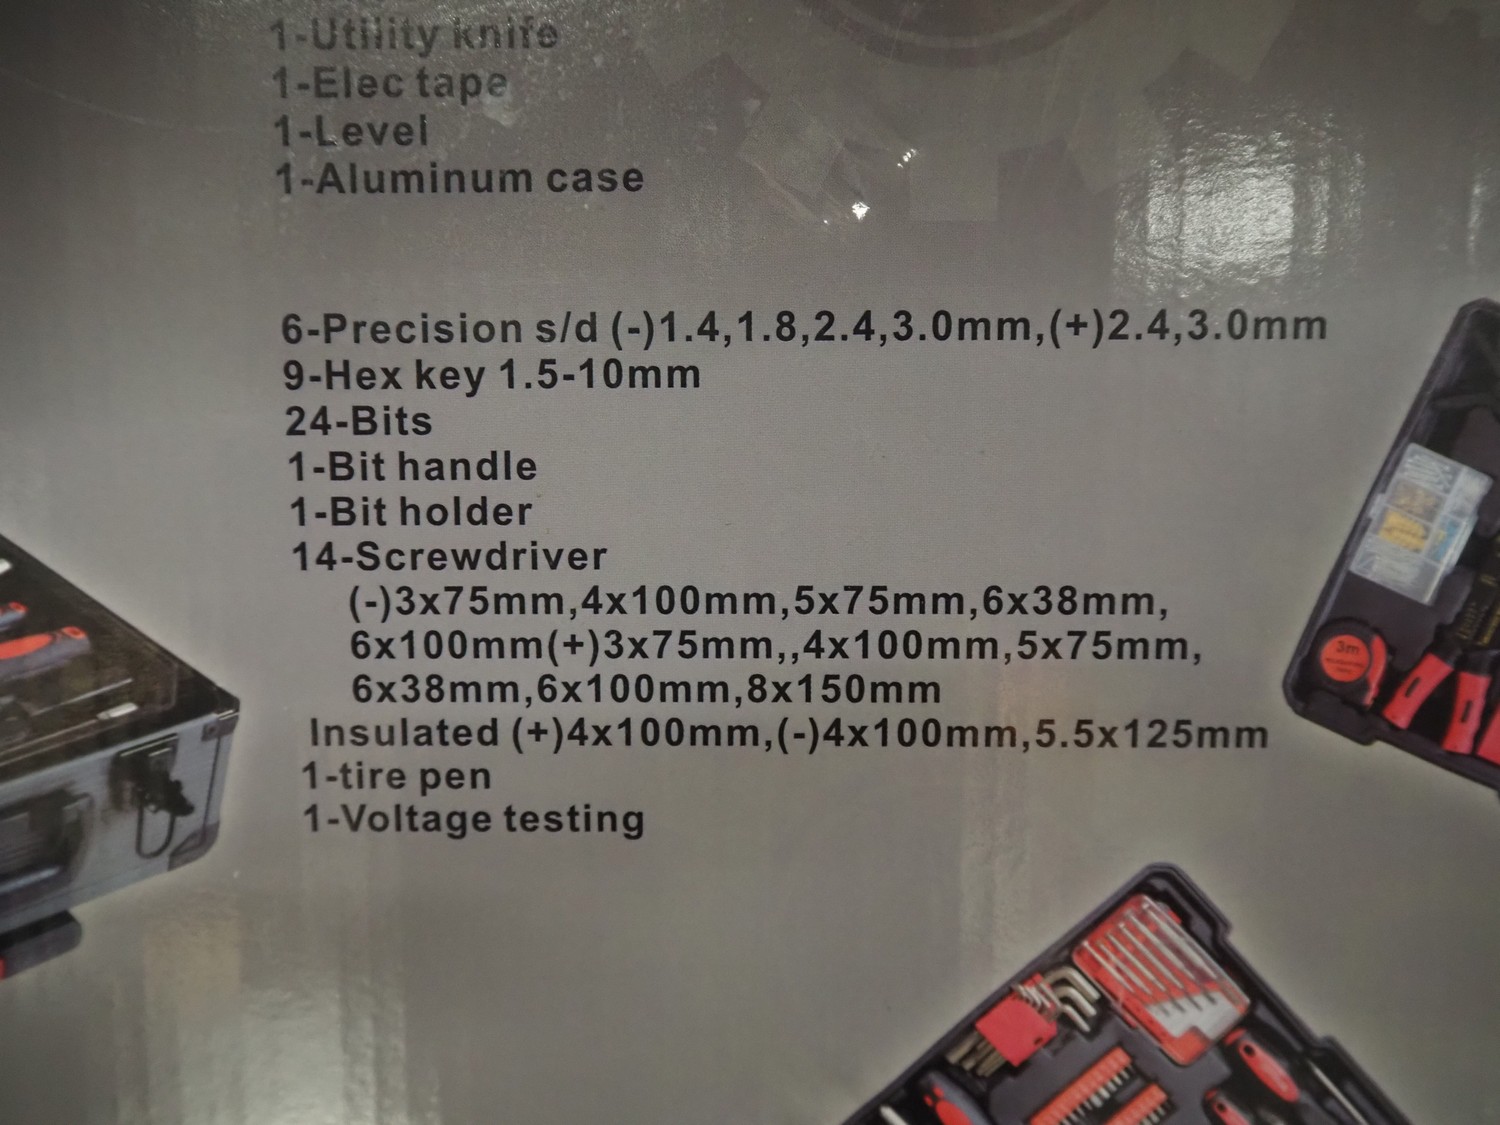 1-Utility knife
1-Elec tape
1-Level
1-Aluminum case
6-Precision s/d (-)1.4,1.8,2.4,3.0mm,(+)2.4,3.0mm
9-Hex key 1.5-10mm
24-Bits
1-Bit handle
1-Bit holder
14-Screwdriver
(-)3x75mm,4x100mm,5x75mm,6x38mm,
6x100mm(+)3x75mm,,4x100mm,5x75mm,
6x38mm,6x100mm,8x150mm
Insulated (+)4x100mm,(-)4x100mm,5.5x125mm
1-tire pen
1-Voltage testing
3m